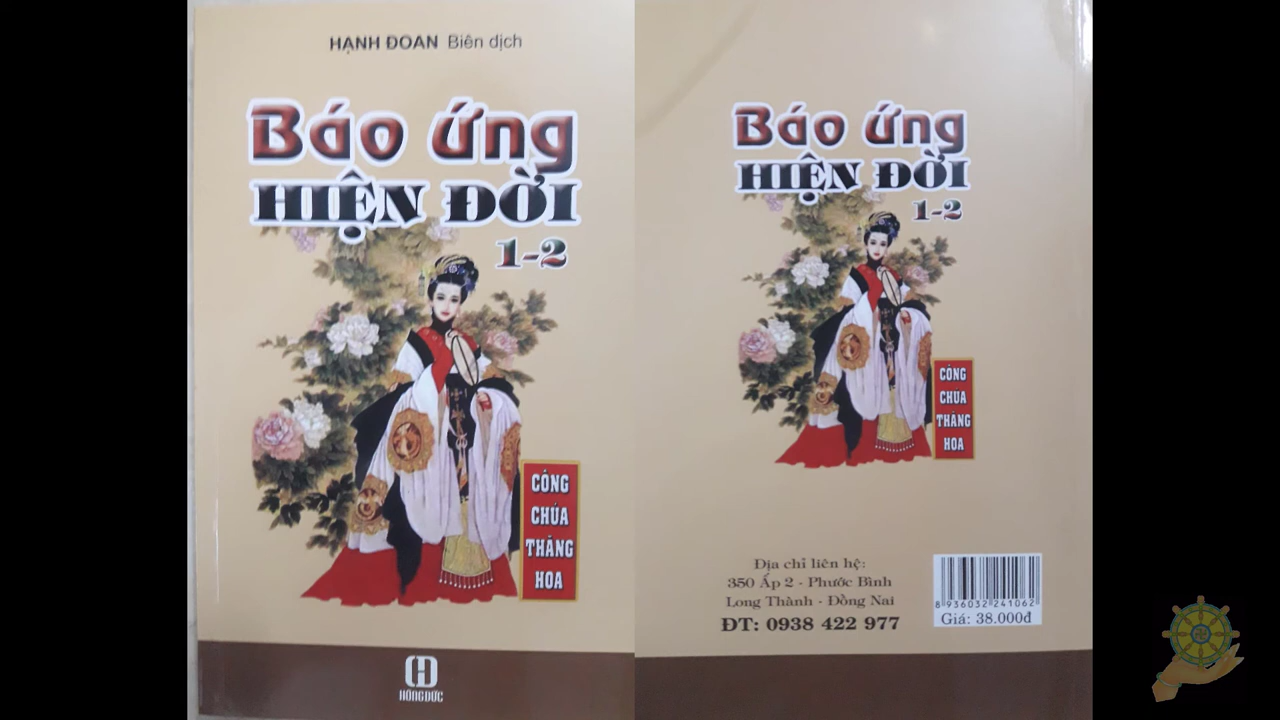 HẠNH ĐOAN Biên dịch
Báo ứng
HIỆN ĐỜI
1-2
CÔNG
CHÚA
THĂNG
HOA
HỒNG ĐỨC
Báo ứng
HIỆN ĐỜI
1-2
CÔNG
CHÚA
THĂNG
HOA
Địa chỉ liên hệ:
350 Ấp 2 - Phước Bình
Long Thành - Đồng Nai
ĐT: 0938 422 977
8 936032 241062
Giá: 38.000đ